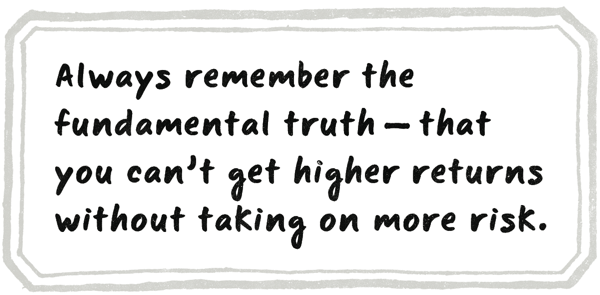 Always remember the
fundamental truth — that
you can't get higher returns
without taking on more risk.